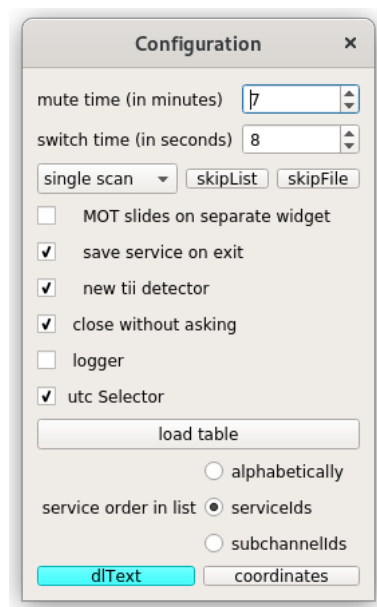 Configuration ×
mute time (in minutes) 7
switch time (in seconds) 8
single scan skipList skipFile
MOT slides on separate widget
save service on exit
new tii detector
close without asking
logger
utc Selector
load table
alphabetically
service order in list serviceIds
subchannelIds
dlText coordinates